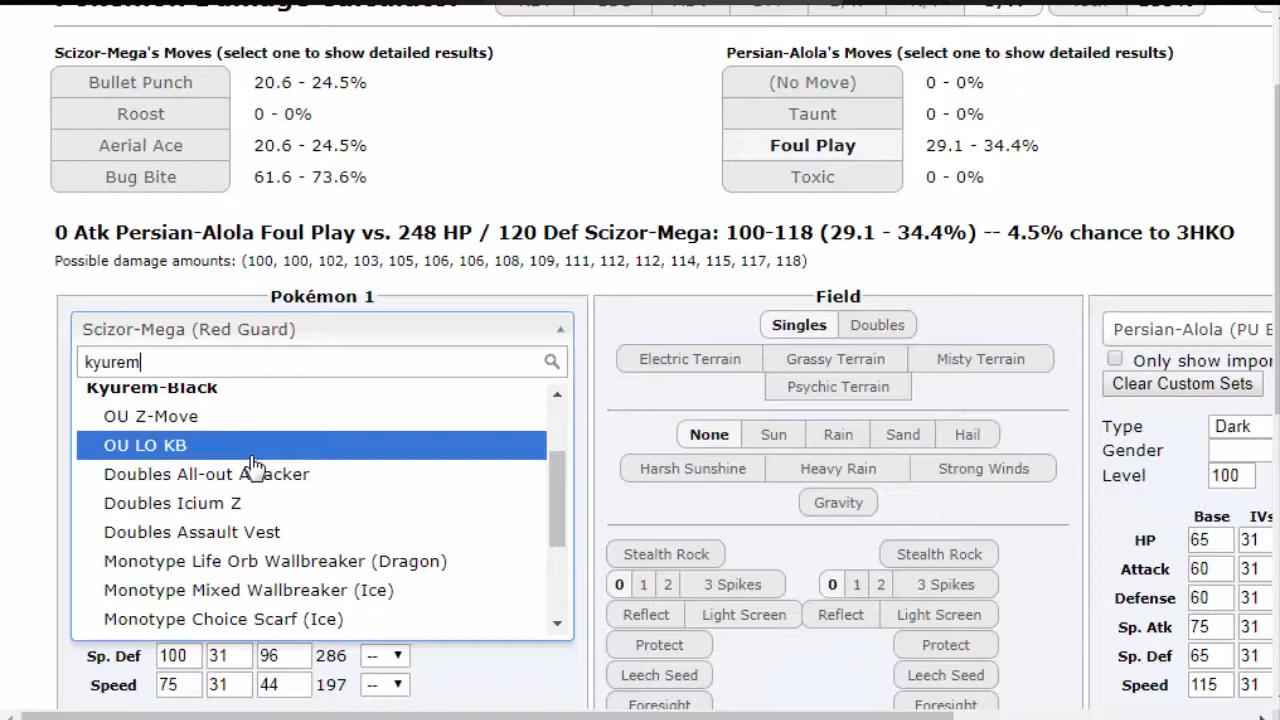 Pokémon Damage Calculator
Scizor-Mega's Moves (select one to show detailed results)
Bullet Punch 20.6 - 24.5%
Roost 0 - 0%
Aerial Ace 20.6 - 24.5%
Bug Bite 61.6 - 73.6%
Persian-Alola's Moves (select one to show detailed results)
(No Move) 0 - 0%
Taunt 0 - 0%
Foul Play 29.1 - 34.4%
Toxic 0 - 0%
0 Atk Persian-Alola Foul Play vs. 248 HP / 120 Def Scizor-Mega: 100-118 (29.1 - 34.4%) -- 4.5% chance to 3HKO
Possible damage amounts: (100, 100, 102, 103, 105, 106, 106, 108, 109, 111, 112, 112, 114, 115, 117, 118)
Pokémon 1
Scizor-Mega (Red Guard)
kyurem
Kyurem-Black
OU Z-Move
OU LO KB
Doubles All-out A acker
Doubles Icium Z
Doubles Assault Vest
Monotype Life Orb Wallbreaker (Dragon)
Monotype Mixed Wallbreaker (Ice)
Monotype Choice Scarf (Ice)
Sp. Def 100 31 96 286 --
Speed 75 31 44 197 --
Field
Singles Doubles
Electric Terrain Grassy Terrain Misty Terrain
Psychic Terrain
None Sun Rain Sand Hail
Harsh Sunshine Heavy Rain Strong Winds
Gravity
Stealth Rock Stealth Rock
0 1 2 3 Spikes 0 1 2 3 Spikes
Reflect Light Screen Reflect Light Screen
Protect Protect
Leech Seed Leech Seed
Foresight Foresight
Persian-Alola (PU
Only show impor
Clear Custom Sets
Type Dark
Gender
Level 100
Base IVs
HP 65 31
Attack 60 31
Defense 60 31
Sp. Atk 75 31
Sp. Def 65 31
Speed 115 31